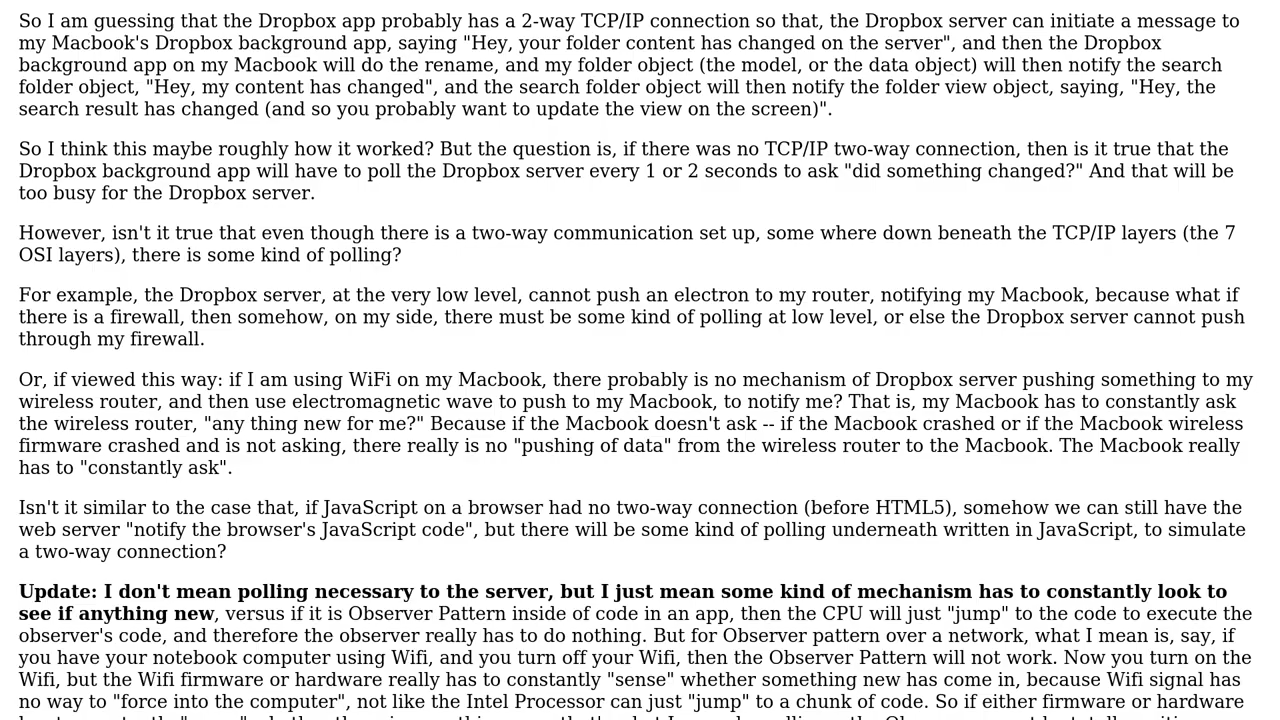 So I am guessing that the Dropbox app probably has a 2-way TCP/IP connection so that, the Dropbox server can initiate a message to
my Macbook's Dropbox background app, saying "Hey, your folder content has changed on the server", and then the Dropbox
background app on my Macbook will do the rename, and my folder object (the model, or the data object) will then notify the search
folder object, "Hey, my content has changed", and the search folder object will then notify the folder view object, saying, "Hey, the
search result has changed (and so you probably want to update the view on the screen)".
So I think this maybe roughly how it worked? But the question is, if there was no TCP/IP two-way connection, then is it true that the
Dropbox background app will have to poll the Dropbox server every 1 or 2 seconds to ask "did something changed?" And that will be
too busy for the Dropbox server.
However, isn't it true that even though there is a two-way communication set up, some where down beneath the TCP/IP layers (the 7
OSI layers), there is some kind of polling?
For example, the Dropbox server, at the very low level, cannot push an electron to my router, notifying my Macbook, because what if
there is a firewall, then somehow, on my side, there must be some kind of polling at low level, or else the Dropbox server cannot push
through my firewall.
Or, if viewed this way: if I am using WiFi on my Macbook, there probably is no mechanism of Dropbox server pushing something to my
wireless router, and then use electromagnetic wave to push to my Macbook, to notify me? That is, my Macbook has to constantly ask
the wireless router, "any thing new for me?" Because if the Macbook doesn't ask -- if the Macbook crashed or if the Macbook wireless
firmware crashed and is not asking, there really is no "pushing of data" from the wireless router to the Macbook. The Macbook really
has to "constantly ask".
Isn't it similar to the case that, if JavaScript on a browser had no two-way connection (before HTML5), somehow we can still have the
web server "notify the browser's JavaScript code", but there will be some kind of polling underneath written in JavaScript, to simulate
a two-way connection?
Update: I don't mean polling necessary to the server, but I just mean some kind of mechanism has to constantly look to
see if anything new, versus if it is Observer Pattern inside of code in an app, then the CPU will just "jump" to the code to execute the
observer's code, and therefore the observer really has to do nothing. But for Observer pattern over a network, what I mean is, say, if
you have your notebook computer using Wifi, and you turn off your Wifi, then the Observer Pattern will not work. Now you turn on the
Wifi, but the Wifi firmware or hardware really has to constantly "sense" whether something new has come in, because Wifi signal has
no way to "force into the computer", not like the Intel Processor can just "jump" to a chunk of code. So if either firmware or hardware